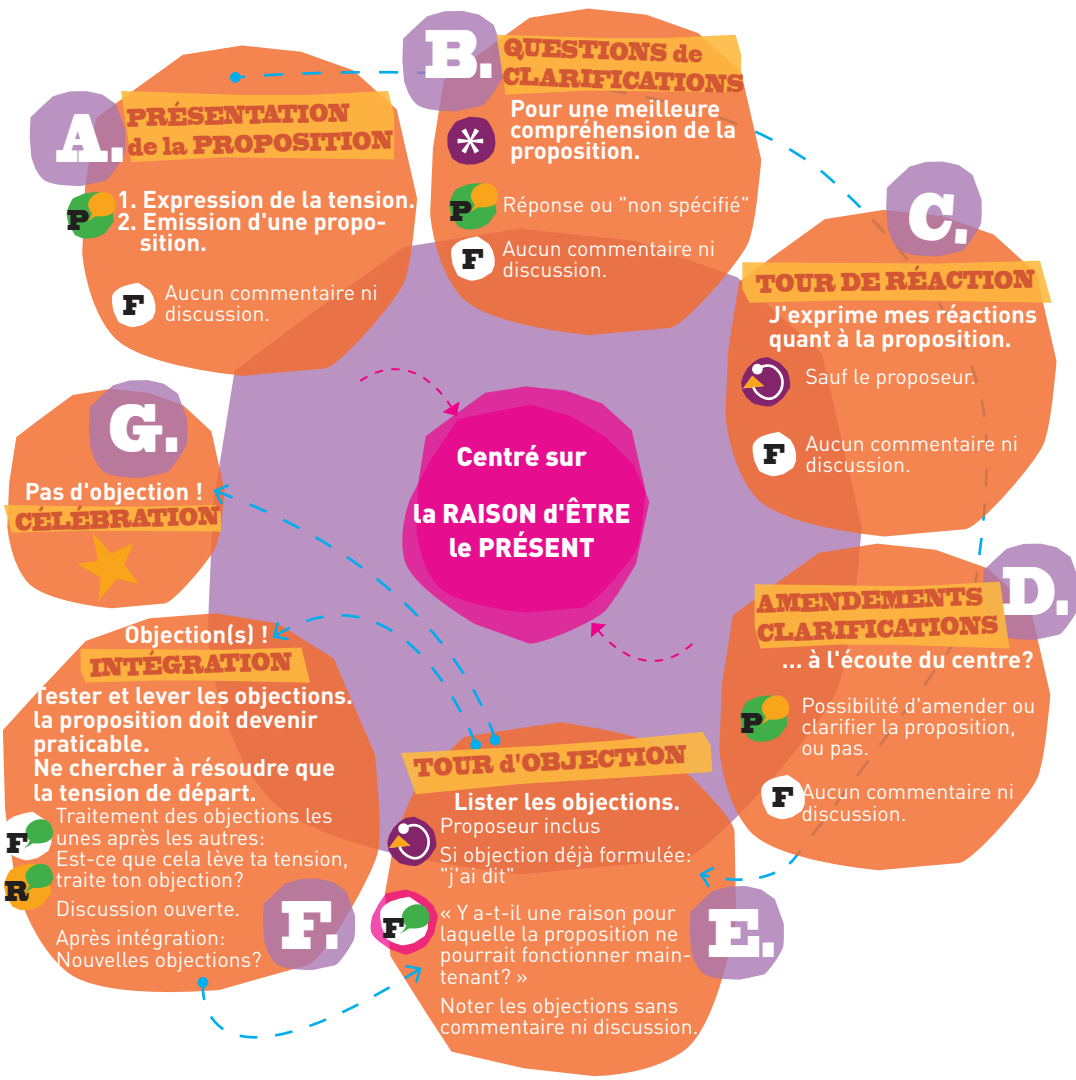 A.
PRÉSENTATION
de la PROPOSITION
P
1. Expression de la tension.
2. Emission d'une propo-
sition.
F
Aucun commentaire ni
discussion.
B.
QUESTIONS de
CLARIFICATIONS
Pour une meilleure
compréhension de la
proposition.
*
P
Réponse ou "non spécifié"
F
Aucun commentaire ni
discussion.
C.
TOUR DE RÉACTION
J'exprime mes réactions
quant à la proposition.
Sauf le proposeur.
F
Aucun commentaire ni
discussion.
D.
AMENDEMENTS
CLARIFICATIONS
... à l'écoute du centre?
P
Possibilité d'amender ou
clarifier la proposition,
ou pas.
F
Aucun commentaire ni
discussion.
E.
TOUR d'OBJECTION
Lister les objections.
Proposeur inclus
Si objection déjà formulée:
"j'ai dit"
F
« Y a-t-il une raison pour
laquelle la proposition ne
pourrait fonctionner main-
tenant? »
Noter les objections sans
commentaire ni discussion.
F.
Objection(s) !
INTÉGRATION
Tester et lever les objections.
la proposition doit devenir
praticable.
Ne chercher à résoudre que
la tension de départ.
F
R
Traitement des objections les
unes après les autres:
Est-ce que cela lève ta tension,
traite ton objection?
Discussion ouverte.
Après intégration:
Nouvelles objections?
G.
Pas d'objection !
CÉLÉBRATION
Centré sur
la RAISON d'ÊTRE
le PRÉSENT